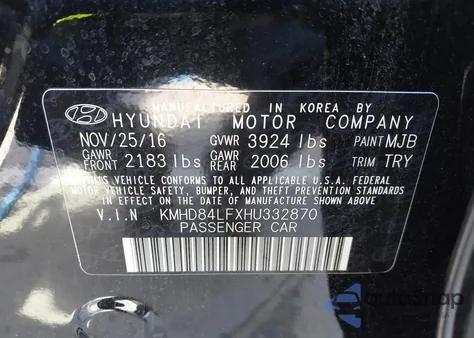 MANUFACTURED IN KOREA BY
HYUNDAI MOTOR COMPANY
NOV/25/16 GVWR 3924 lbs PAINT MJB
GAWR FRONT 2183 lbs GAWR REAR 2006 lbs TRIM TRY
THIS VEHICLE CONFORMS TO ALL APPLICABLE U.S.A. FEDERAL
MOTOR VEHICLE SAFETY, BUMPER, AND THEFT PREVENTION STANDARDS
IN EFFECT ON THE DATE OF MANUFACTURE SHOWN ABOVE.
V.I.N KMHD84LFXHU332870
PASSENGER CAR
autoSnap